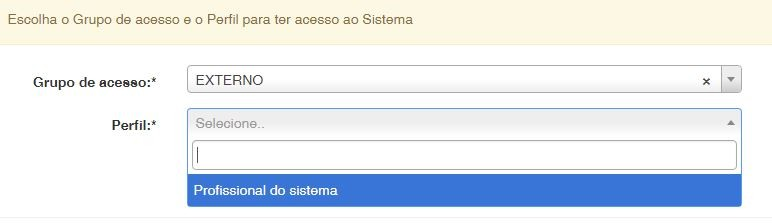 Escolha o Grupo de acesso e o Perfil para ter acesso ao Sistema
Grupo de acesso:* EXTERNO ×
Perfil:* Selecione..
Profissional do sistema